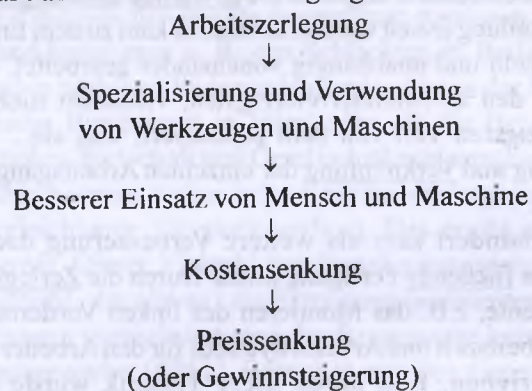 Arbeitszerlegung
↓
Spezialisierung und Verwendung
von Werkzeugen und Maschinen
↓
Besserer Einsatz von Mensch und Maschine
↓
Kostensenkung
↓
Preissenkung
(oder Gewinnsteigerung)